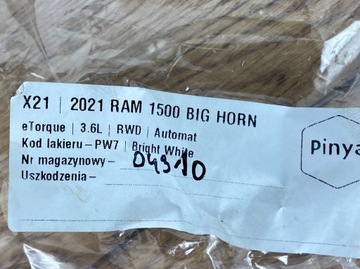 X21 | 2021 RAM 1500 BIG HORN
eTorque | 3.6L | RWD | Automat
Kod lakieru – PW7 | Bright White
Nr magazynowy – 04310
Uszkodzenia –
Pinya